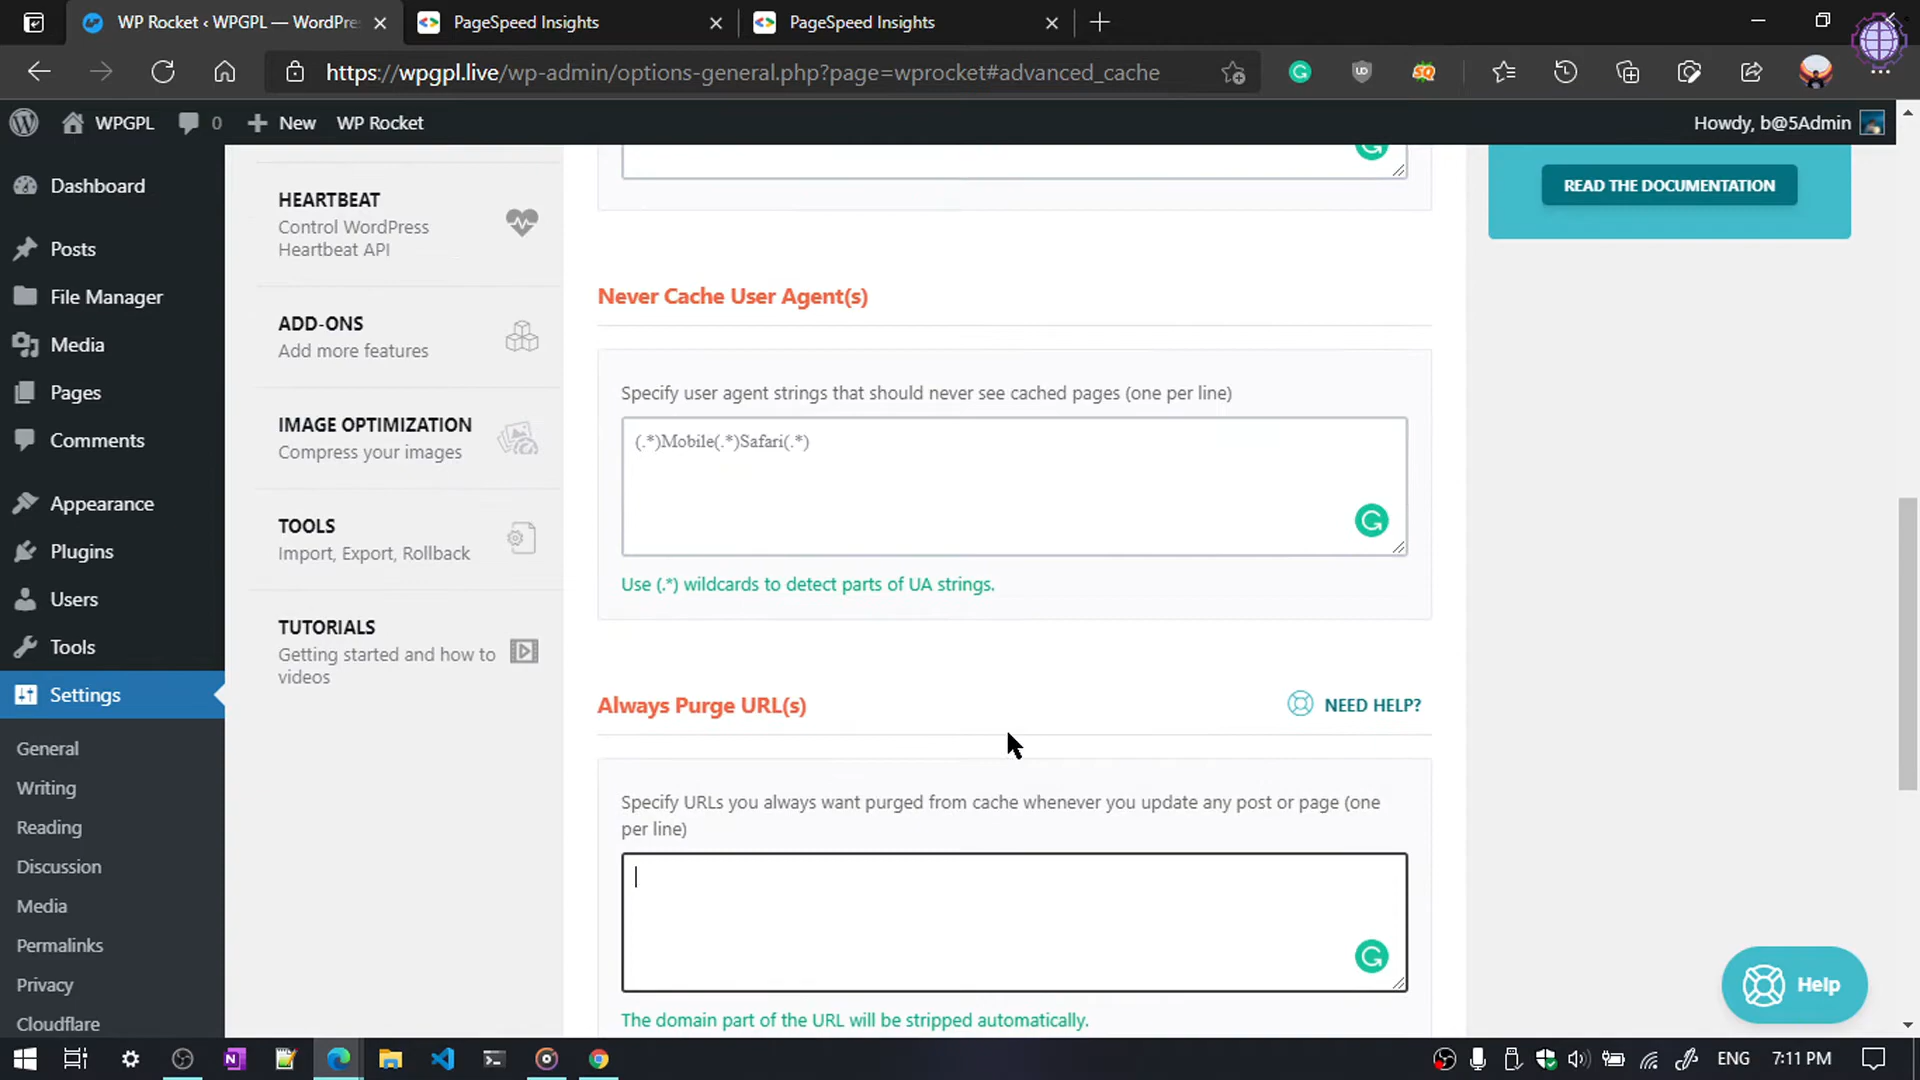 WP Rocket ‹ WPGPL — WordPre
PageSpeed Insights
PageSpeed Insights
https://wpgpl.live/wp-admin/options-general.php?page=wprocket#advanced_cache
WPGPL
0
New
WP Rocket
Howdy, b@5Admin
Dashboard
Posts
File Manager
Media
Pages
Comments
Appearance
Plugins
Users
Tools
Settings
General
Writing
Reading
Discussion
Media
Permalinks
Privacy
Cloudflare
HEARTBEAT
Control WordPress
Heartbeat API
ADD-ONS
Add more features
IMAGE OPTIMIZATION
Compress your images
TOOLS
Import, Export, Rollback
TUTORIALS
Getting started and how to
videos
Never Cache User Agent(s)
Specify user agent strings that should never see cached pages (one per line)
(.*)Mobile(.*)Safari(.*)
Use (.*) wildcards to detect parts of UA strings.
Always Purge URL(s)
NEED HELP?
Specify URLs you always want purged from cache whenever you update any post or page (one
per line)
The domain part of the URL will be stripped automatically.
READ THE DOCUMENTATION
Help
ENG
7:11 PM